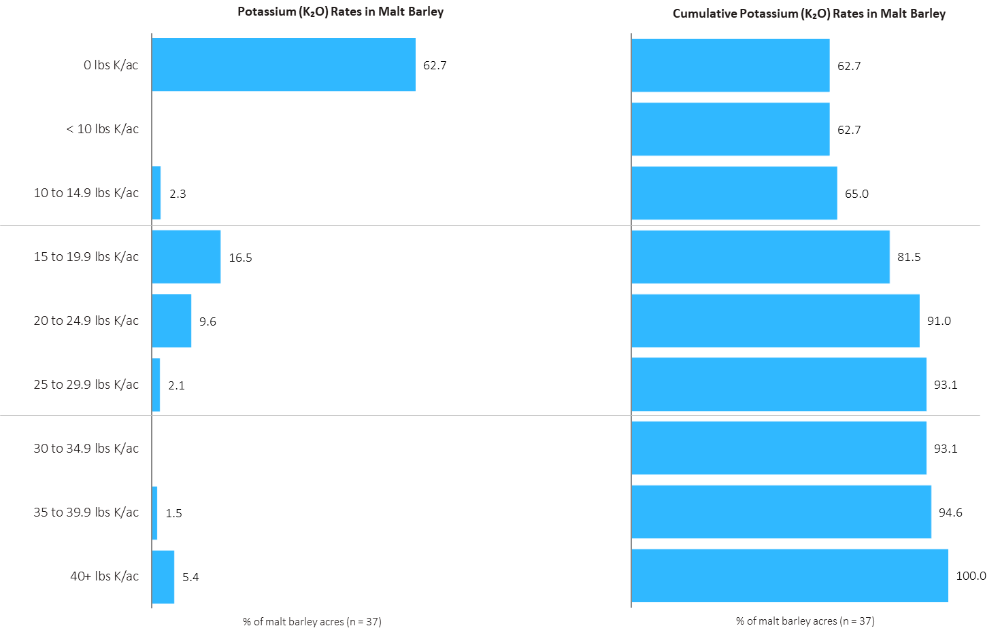 Potassium (K₂O) Rates in Malt Barley
Cumulative Potassium (K₂O) Rates in Malt Barley
0 lbs K/ac
62.7
62.7
< 10 lbs K/ac
62.7
10 to 14.9 lbs K/ac
2.3
65.0
15 to 19.9 lbs K/ac
16.5
81.5
20 to 24.9 lbs K/ac
9.6
91.0
25 to 29.9 lbs K/ac
2.1
93.1
30 to 34.9 lbs K/ac
93.1
35 to 39.9 lbs K/ac
1.5
94.6
40+ lbs K/ac
5.4
100.0
% of malt barley acres (n = 37)
% of malt barley acres (n = 37)